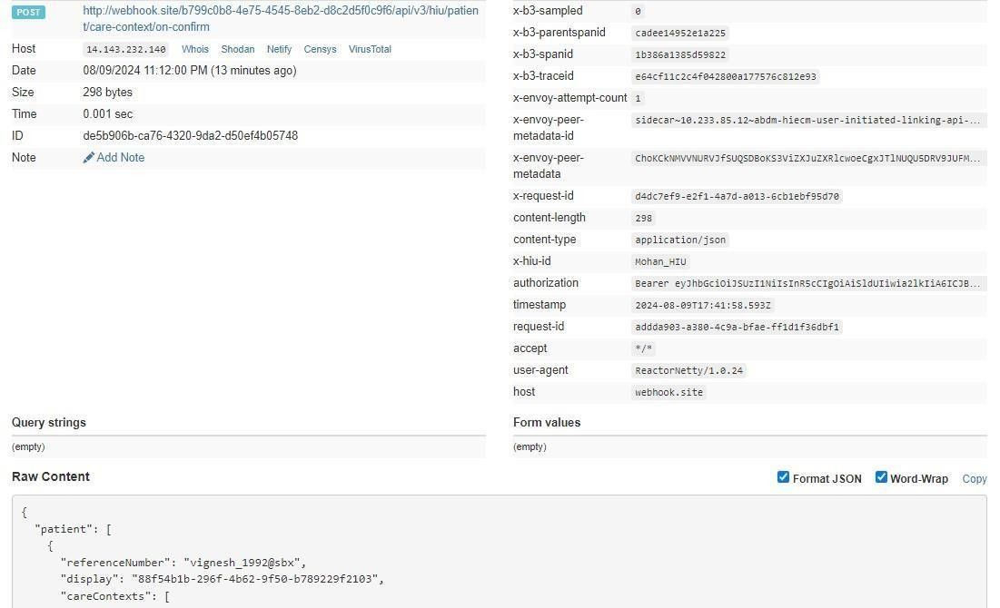 POST http://webhook.site/b799c0b8-4e75-4545-8eb2-d8c2d5f0c9f6/api/v3/hiu/patien
t/care-context/on-confirm
Host 14.143.232.140 Whois Shodan Netify Censys VirusTotal
Date 08/09/2024 11:12:00 PM (13 minutes ago)
Size 298 bytes
Time 0.001 sec
ID de5b906b-ca76-4320-9da2-d50ef4b05748
Note Add Note
x-b3-sampled 0
x-b3-parentspanid cadee14952e1a225
x-b3-spanid 1b386a1385d59822
x-b3-traceid e64cf11c2c4f042800a177576c812e93
x-envoy-attempt-count 1
x-envoy-peer- sidecar~10.233.85.12~abdm-hiecm-user-initiated-linking-api-...
metadata-id
x-envoy-peer- ChoKCkNMVVNURVJfSUQSDBoKS3ViZXJuZXRlcwoeCgxJTlNUQU5DRV9JUFM...
metadata
x-request-id d4dc7ef9-e2f1-4a7d-a013-6cb1ebf95d70
content-length 298
content-type application/json
x-hiu-id Mohan_HIU
authorization Bearer eyJhbGciOiJSUzI1NiIsInR5cCIgOiAiSldUIiwia2lkIiA6ICJB...
timestamp 2024-08-09T17:41:58.593Z
request-id addda903-a380-4c9a-bfae-ff1d1f36dbf1
accept */*
user-agent ReactorNetty/1.0.24
host webhook.site
Query strings
(empty)
Form values
(empty)
Raw Content Format JSON Word-Wrap Copy
{
"patient": [
{
"referenceNumber": "vignesh_1992@sbx",
"display": "88f54b1b-296f-4b62-9f50-b789229f2103",
"careContexts": [